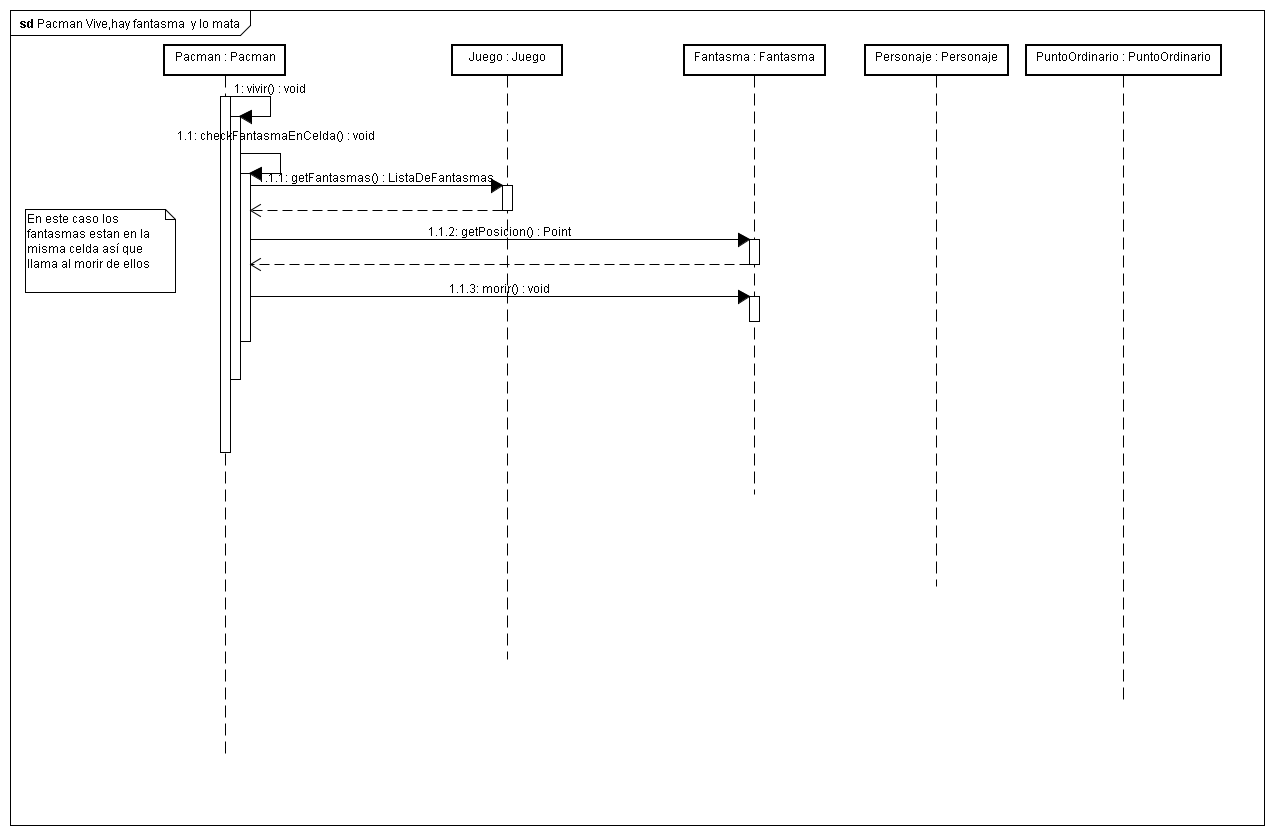 sd Pacman Vive,hay fantasma y lo mata
Pacman : Pacman
Juego : Juego
Fantasma : Fantasma
Personaje : Personaje
PuntoOrdinario : PuntoOrdinario
1: vivir() : void
1.1: checkFantasmaEnCelda() : void
1.1.1: getFantasmas() : ListaDeFantasmas
En este caso los
fantasmas estan en la
misma celda así que
llama al morir de ellos
1.1.2: getPosicion() : Point
1.1.3: morir() : void